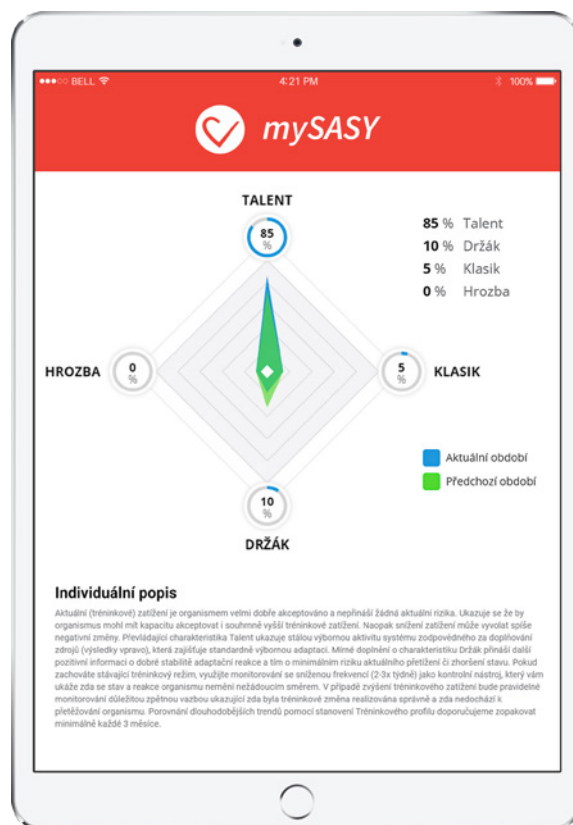 BELL 4:21 PM 100%
mySASY
TALENT
85 %
85 % Talent
10 % Držák
5 % Klasik
0 % Hrozba
HROZBA 0 % 5 % KLASIK
Aktuální období
Předchozí období
10 %
DRŽÁK
Individuální popis
Aktuální (tréninkové) zatížení je organismem velmi dobře akceptováno a nepřináší žádná aktuální rizika. Ukazuje se že by
organismus mohl mít kapacitu akceptovat i souhrnně vyšší tréninkové zatížení. Naopak snížení zatížení může vyvolat spíše
negativní změny. Převládající charakteristika Talent ukazuje stálou výbornou aktivitu systému zodpovědného za doplňování
zdrojů (výsledky vpravo), která zajišťuje standardně výbornou adaptaci. Mírné doplnění o charakteristiku Držák přináší další
pozitivní informaci o dobré stabilitě adaptační reakce a tím o minimálním riziku aktuálního přetížení či zhoršení stavu. Pokud
zachováte stávající tréninkový režim, využijte monitorování se sníženou frekvencí (2-3x týdně) jako kontrolní nástroj, který vám
ukáže zda se stav a reakce organismu nemění nežádoucím směrem. V případě zvýšení tréninkového zatížení bude pravidelné
monitorování důležitou zpětnou vazbou ukazující zda byla tréninkové změna realizována správně a zda nedochází k
přetěžování organismu. Porovnání dlouhodobějších trendů pomocí stanovení Tréninkového profilu doporučujeme zopakovat
minimálně každé 3 měsíce.